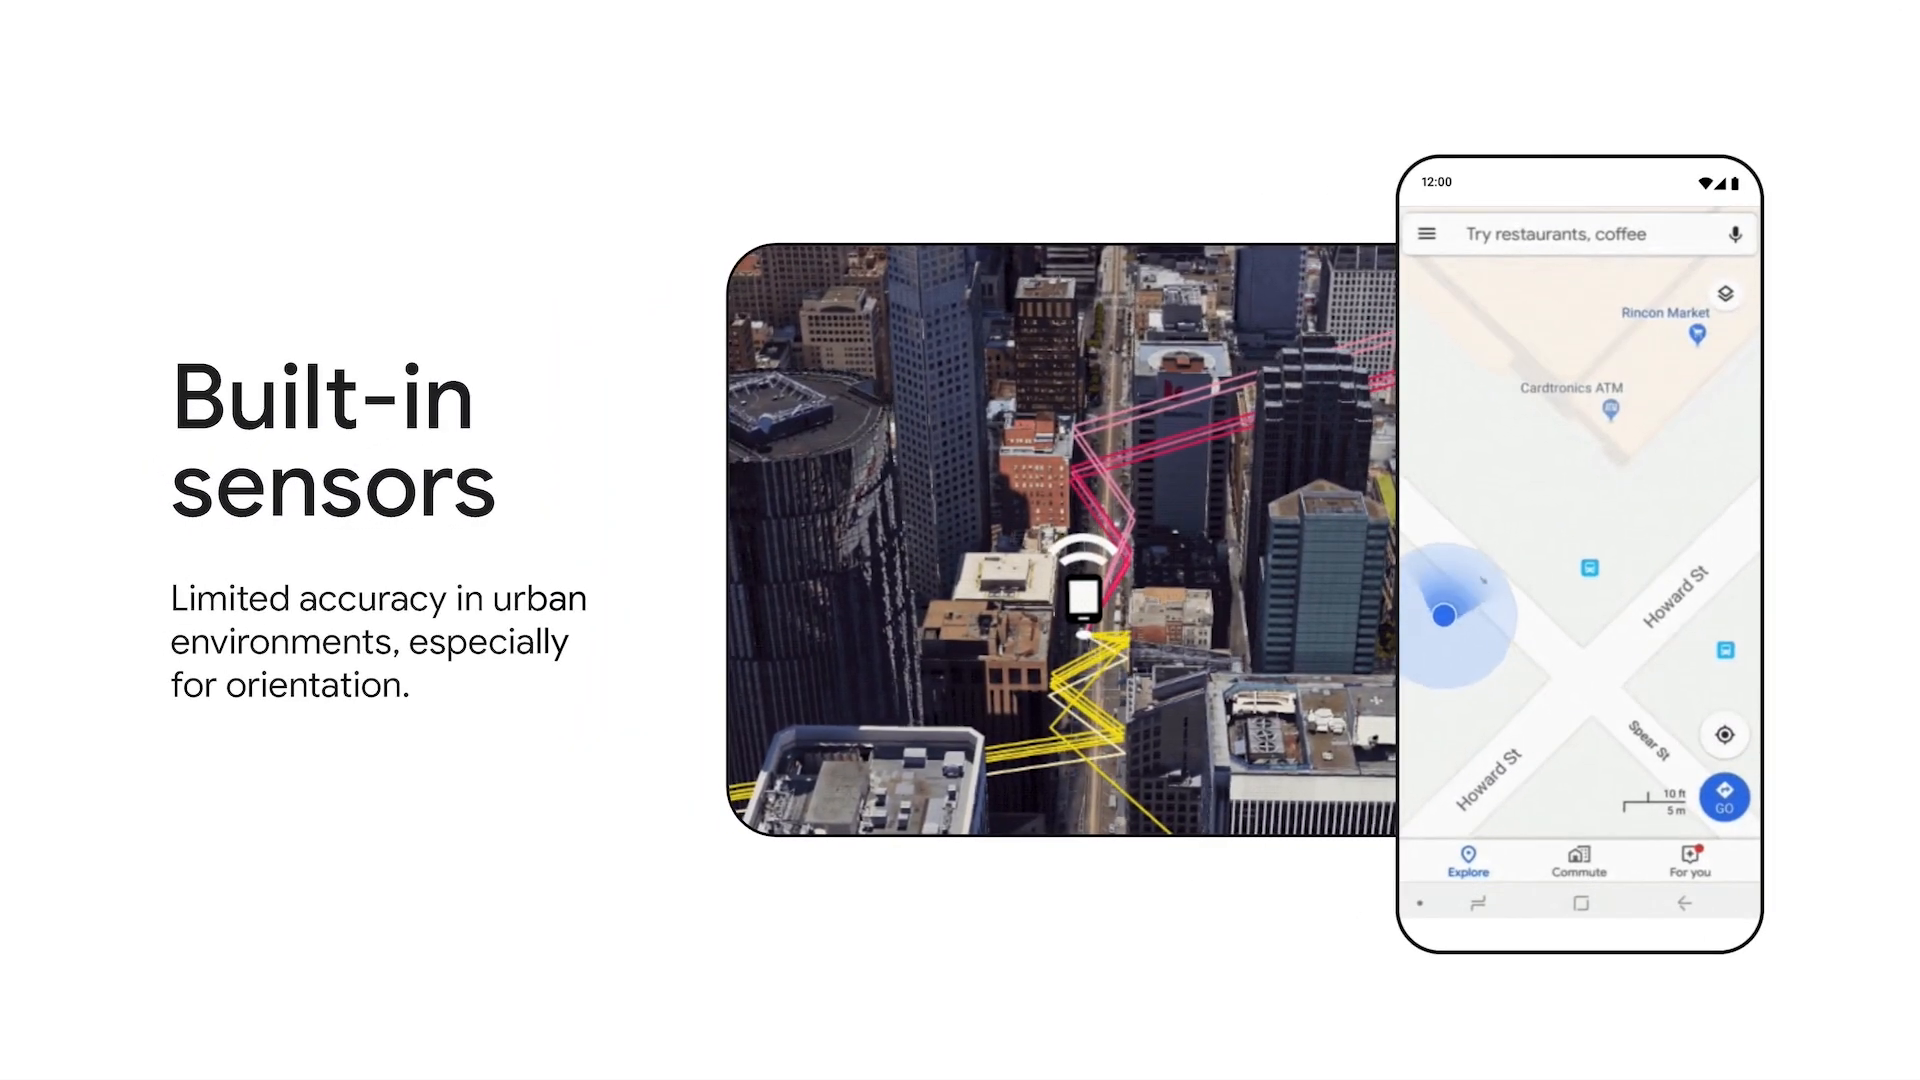 Built-in
sensors
Limited accuracy in urban
environments, especially
for orientation.
12:00
Try restaurants, coffee
Rincon Market
Cardtronics ATM
Howard St
Spear St
Howard St
10 ft
5 m
GO
Explore
Commute
For you